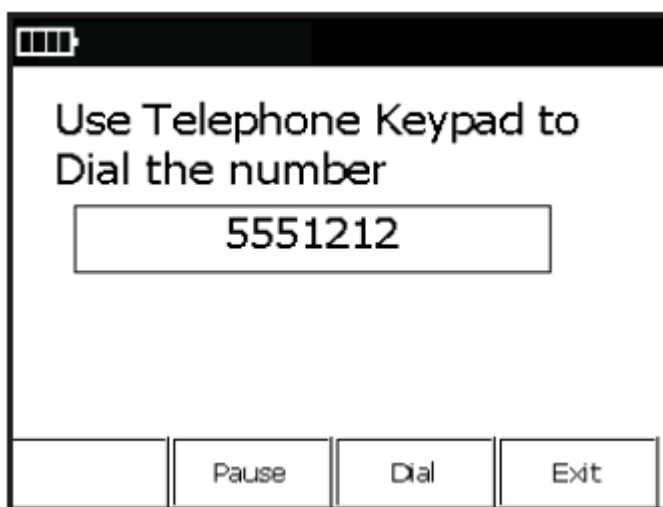 Use Telephone Keypad to
Dial the number
5551212
Pause Dial Exit